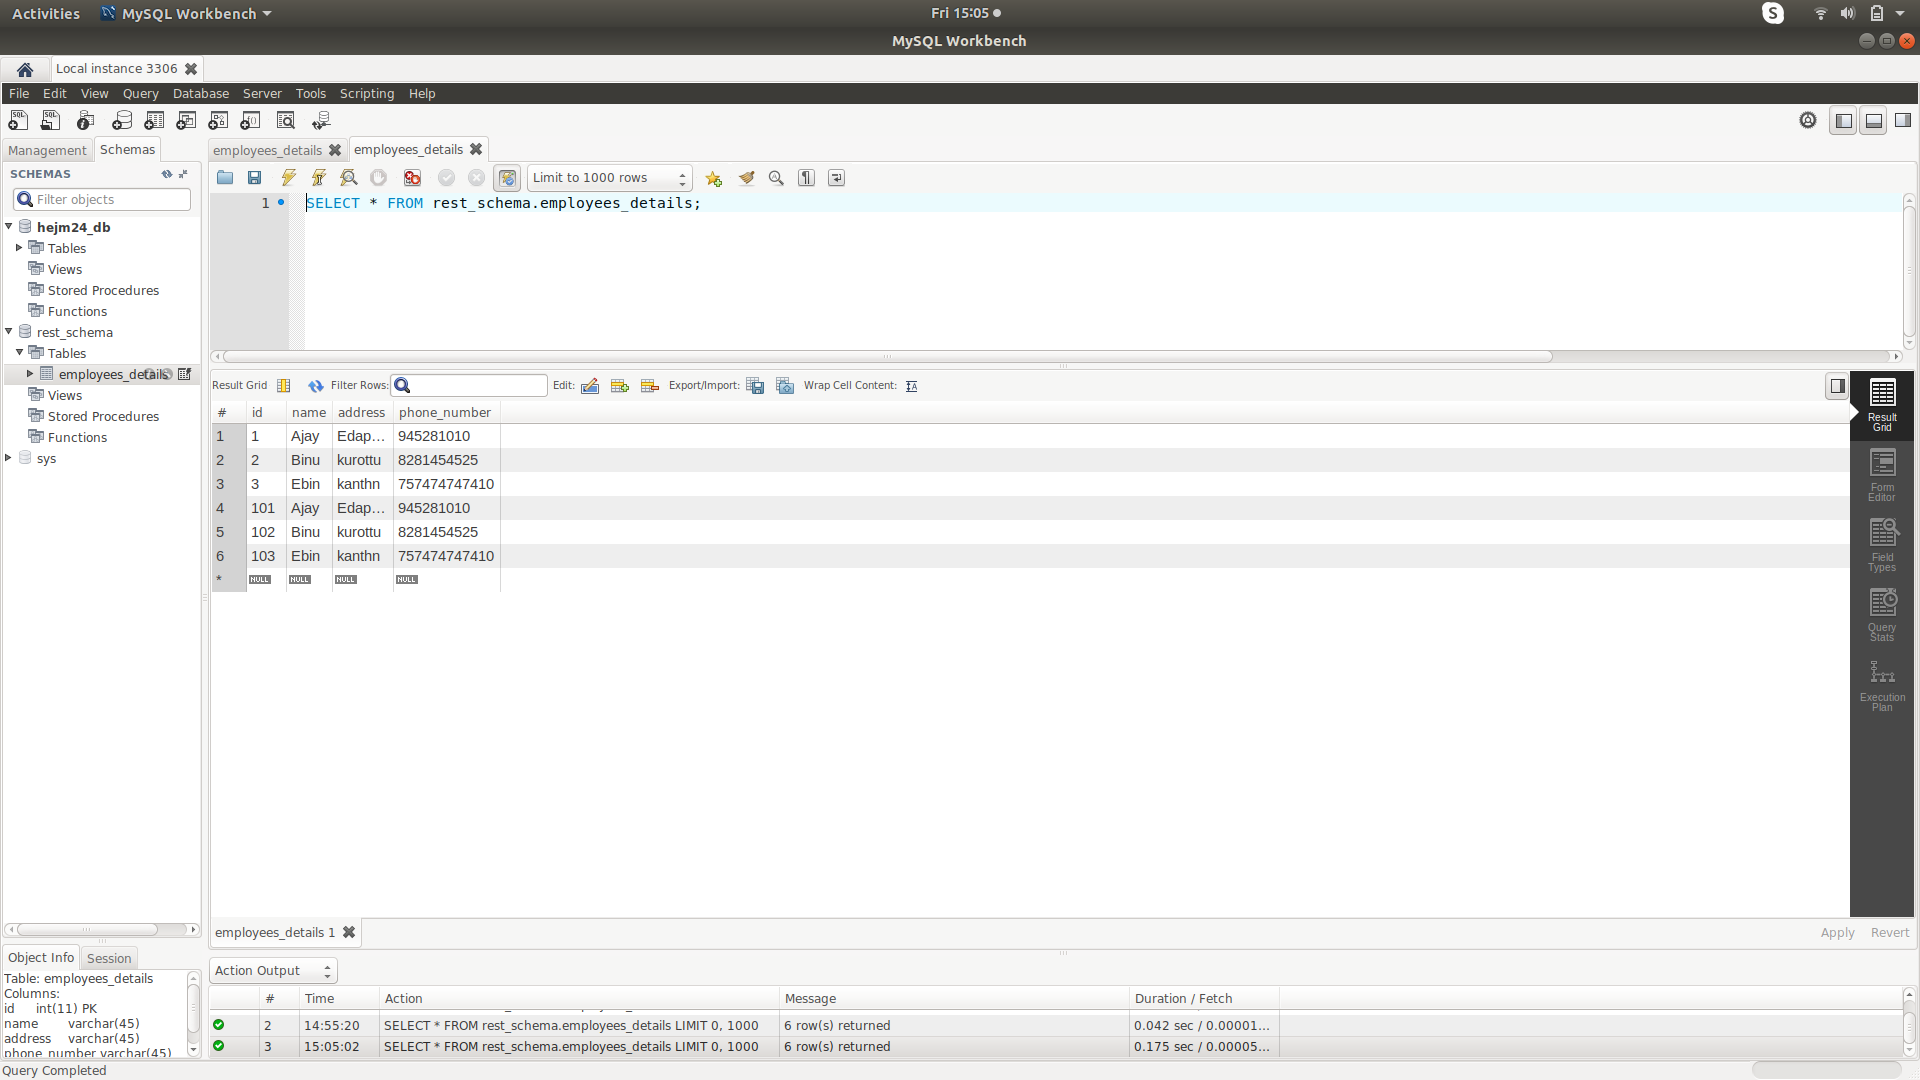 Activities MySQL Workbench Fri 15:05
MySQL Workbench
Local instance 3306
File Edit View Query Database Server Tools Scripting Help
Management Schemas employees_details employees_details
SCHEMAS Limit to 1000 rows
Filter objects
1 SELECT * FROM rest_schema.employees_details;
hejm24_db
Tables
Views
Stored Procedures
Functions
rest_schema
Tables
employees_details
Views
Stored Procedures
Functions
sys
Result Grid Filter Rows: Edit: Export/Import: Wrap Cell Content:
# id name address phone_number
1 1 Ajay Edap... 945281010
2 2 Binu kurottu 8281454525
3 3 Ebin kanthn 757474747410
4 101 Ajay Edap... 945281010
5 102 Binu kurottu 8281454525
6 103 Ebin kanthn 757474747410
* NULL NULL NULL NULL
Result
Grid
Form
Editor
Field
Types
Query
Stats
Execution
Plan
employees_details 1 Apply Revert
Object Info Session
Table: employees_details
Columns:
id int(11) PK
name varchar(45)
address varchar(45)
phone_number varchar(45)
Action Output
# Time Action Message Duration / Fetch
2 14:55:20 SELECT * FROM rest_schema.employees_details LIMIT 0, 1000 6 row(s) returned 0.042 sec / 0.00001...
3 15:05:02 SELECT * FROM rest_schema.employees_details LIMIT 0, 1000 6 row(s) returned 0.175 sec / 0.00005...
Query Completed